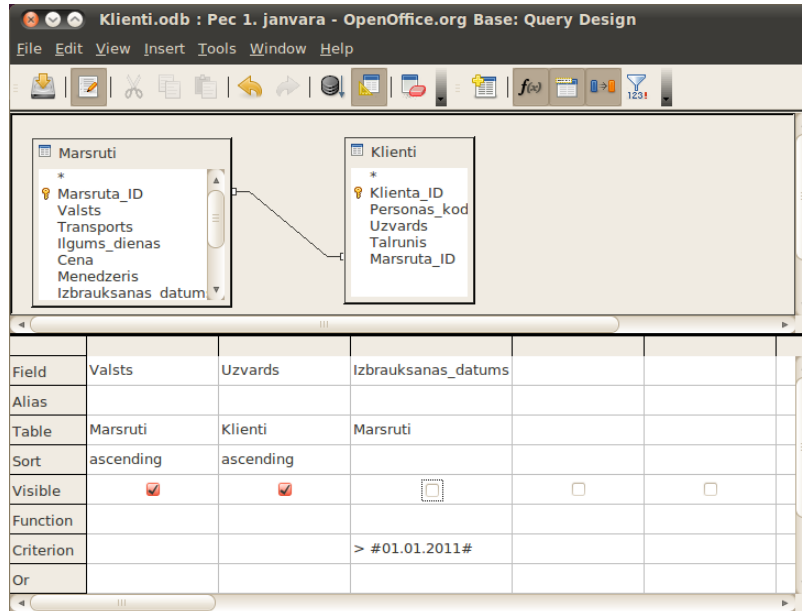 Klienti.odb : Pec 1. janvara - OpenOffice.org Base: Query Design
File Edit View Insert Tools Window Help
f(x) 123!
Marsruti
*
Marsruta_ID
Valsts
Transports
Ilgums_dienas
Cena
Menedzeris
Izbrauksanas_datum
Klienti
*
Klienta_ID
Personas_kod
Uzvards
Talrunis
Marsruta_ID
Field Valsts Uzvards Izbrauksanas_datums
Alias
Table Marsruti Klienti Marsruti
Sort ascending ascending
Visible
Function
Criterion > #01.01.2011#
Or